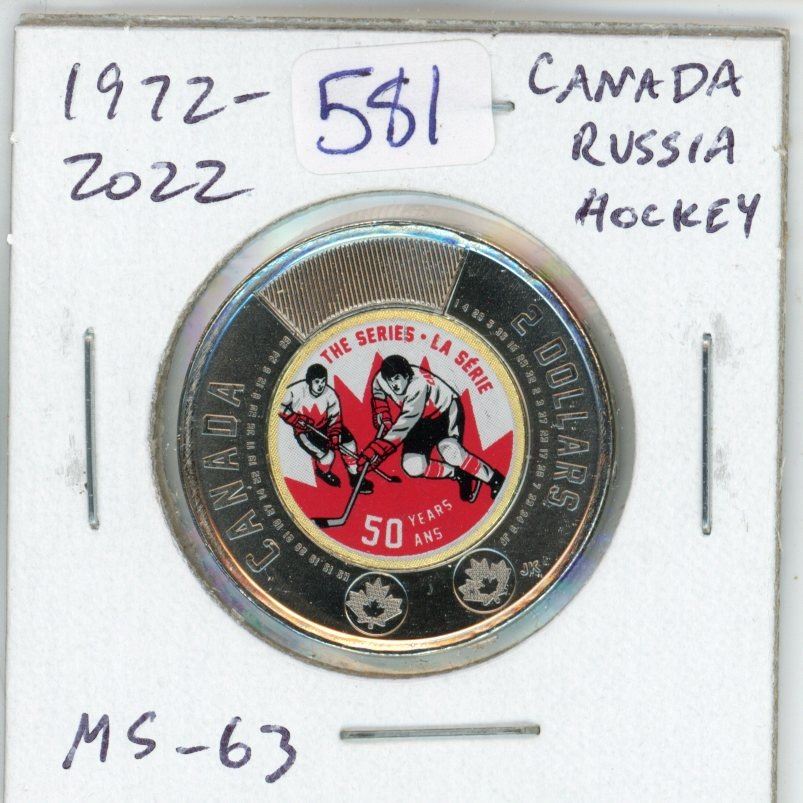 1972-
2022
581
CANADA
RUSSIA
HOCKEY
THE SERIES · LA SÉRIE
50 YEARS
ANS
CANADA
2 DOLLARS
JK
MS-63